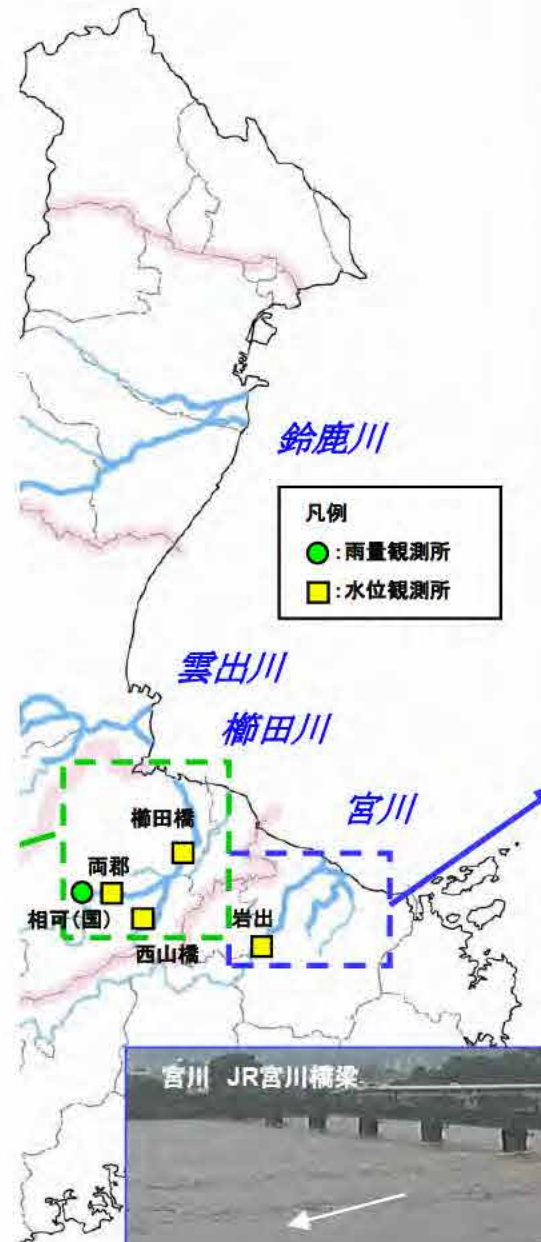 鈴鹿川
凡例
:雨量観測所
:水位観測所
雲出川
櫛田川
宮川
櫛田橋
両郡
相可(国)
岩出
西山橋
宮川 JR宮川橋梁